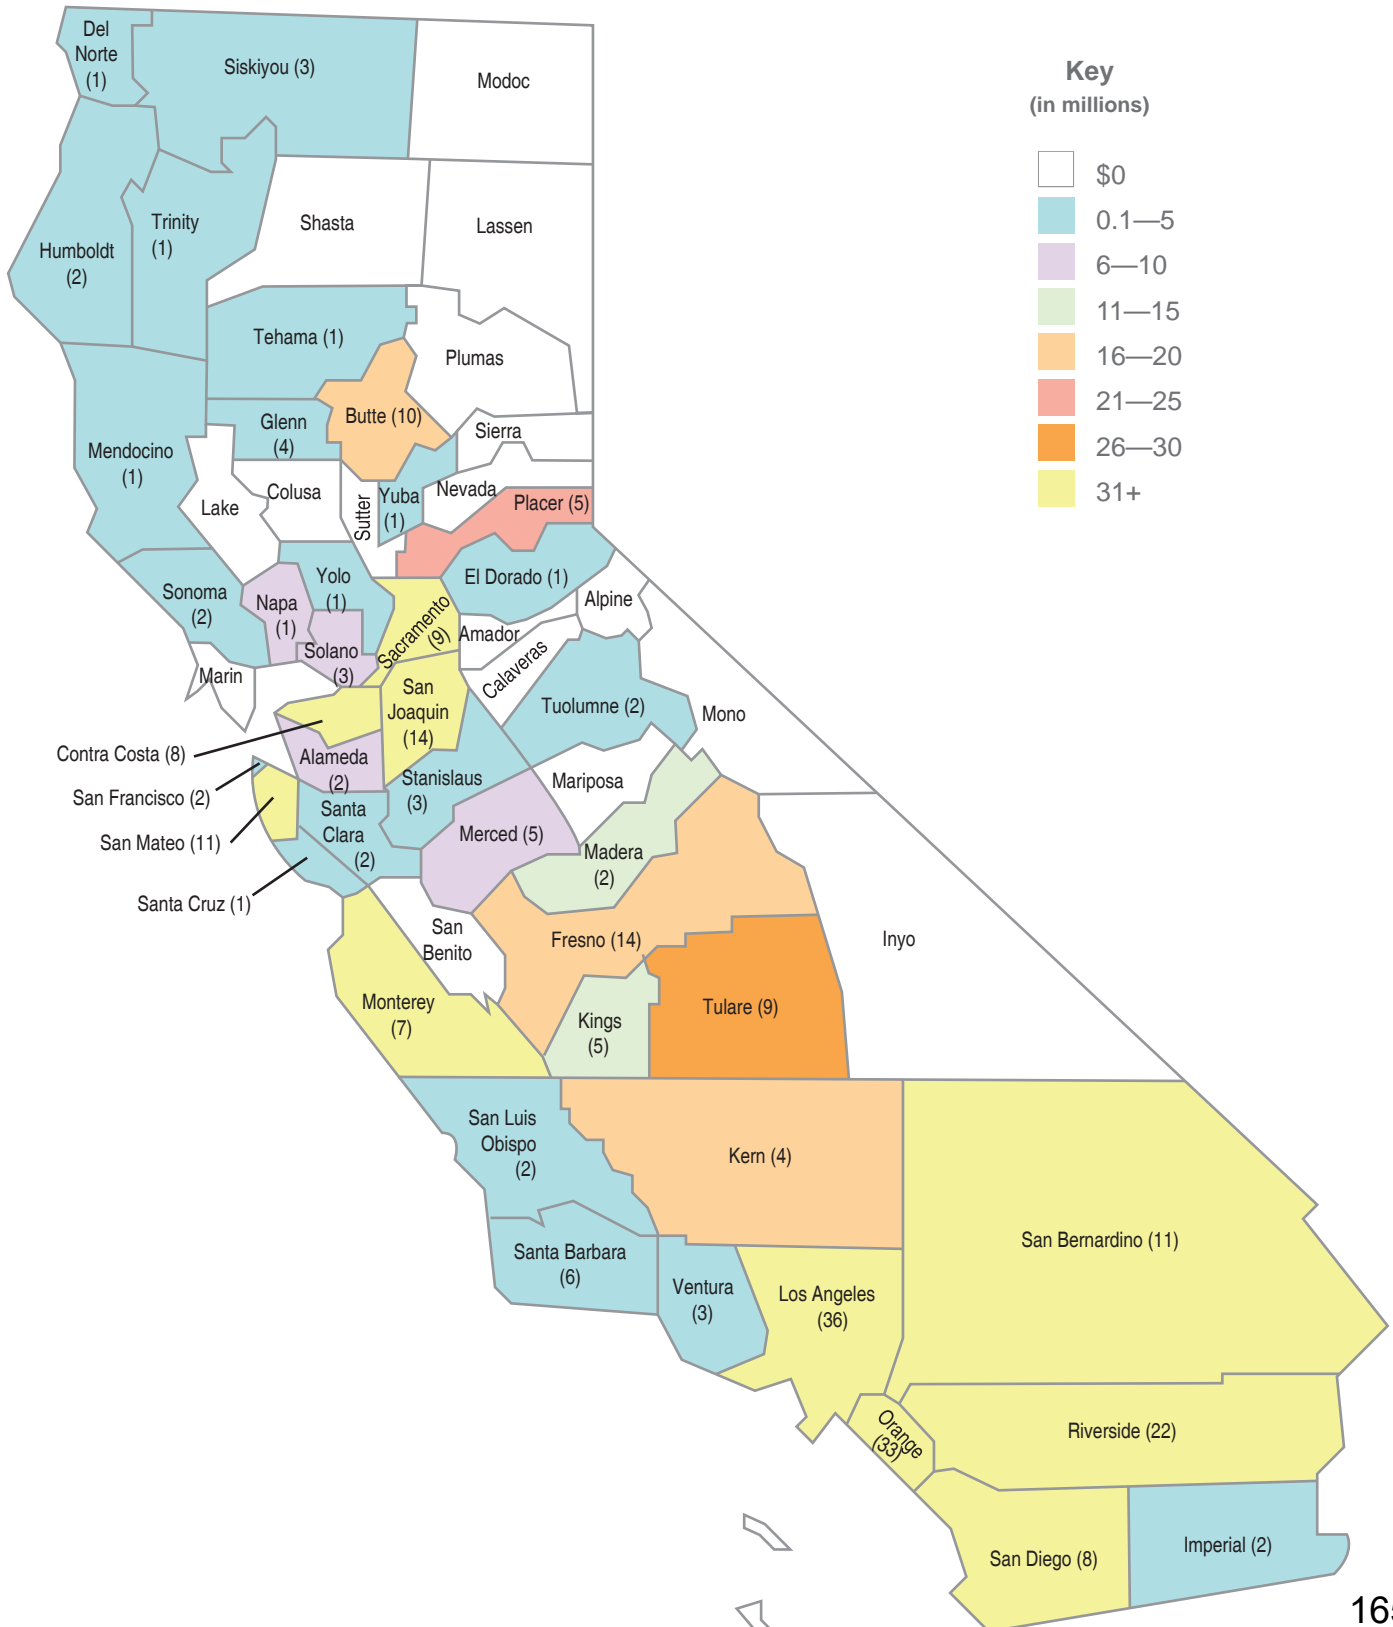 Del
Norte
(1)
Siskiyou (3)
Modoc
Key
(in millions)
$0
0.1—5
6—10
11—15
16—20
21—25
26—30
31+
Humboldt
(2)
Trinity
(1)
Shasta
Lassen
Tehama (1)
Plumas
Butte (10)
Glenn
(4)
Mendocino
(1)
Sierra
Lake
Colusa
Sutter
Yuba
(1)
Nevada
Placer (5)
Sonoma
(2)
Napa
(1)
Yolo
(1)
El Dorado (1)
Alpine
Sacramento
(9)
Amador
Solano
(3)
Calaveras
Marin
San
Joaquin
(14)
Tuolumne (2)
Mono
Contra Costa (8)
Alameda
(2)
Stanislaus
(3)
Mariposa
San Francisco (2)
San Mateo (11)
Santa
Clara
(2)
Merced (5)
Madera
(2)
Santa Cruz (1)
San
Benito
Fresno (14)
Inyo
Monterey
(7)
Kings
(5)
Tulare (9)
San Luis
Obispo
(2)
Kern (4)
Santa Barbara
(6)
Ventura
(3)
Los Angeles
(36)
San Bernardino (11)
Orange
(33)
Riverside (22)
San Diego (8)
Imperial (2)
165